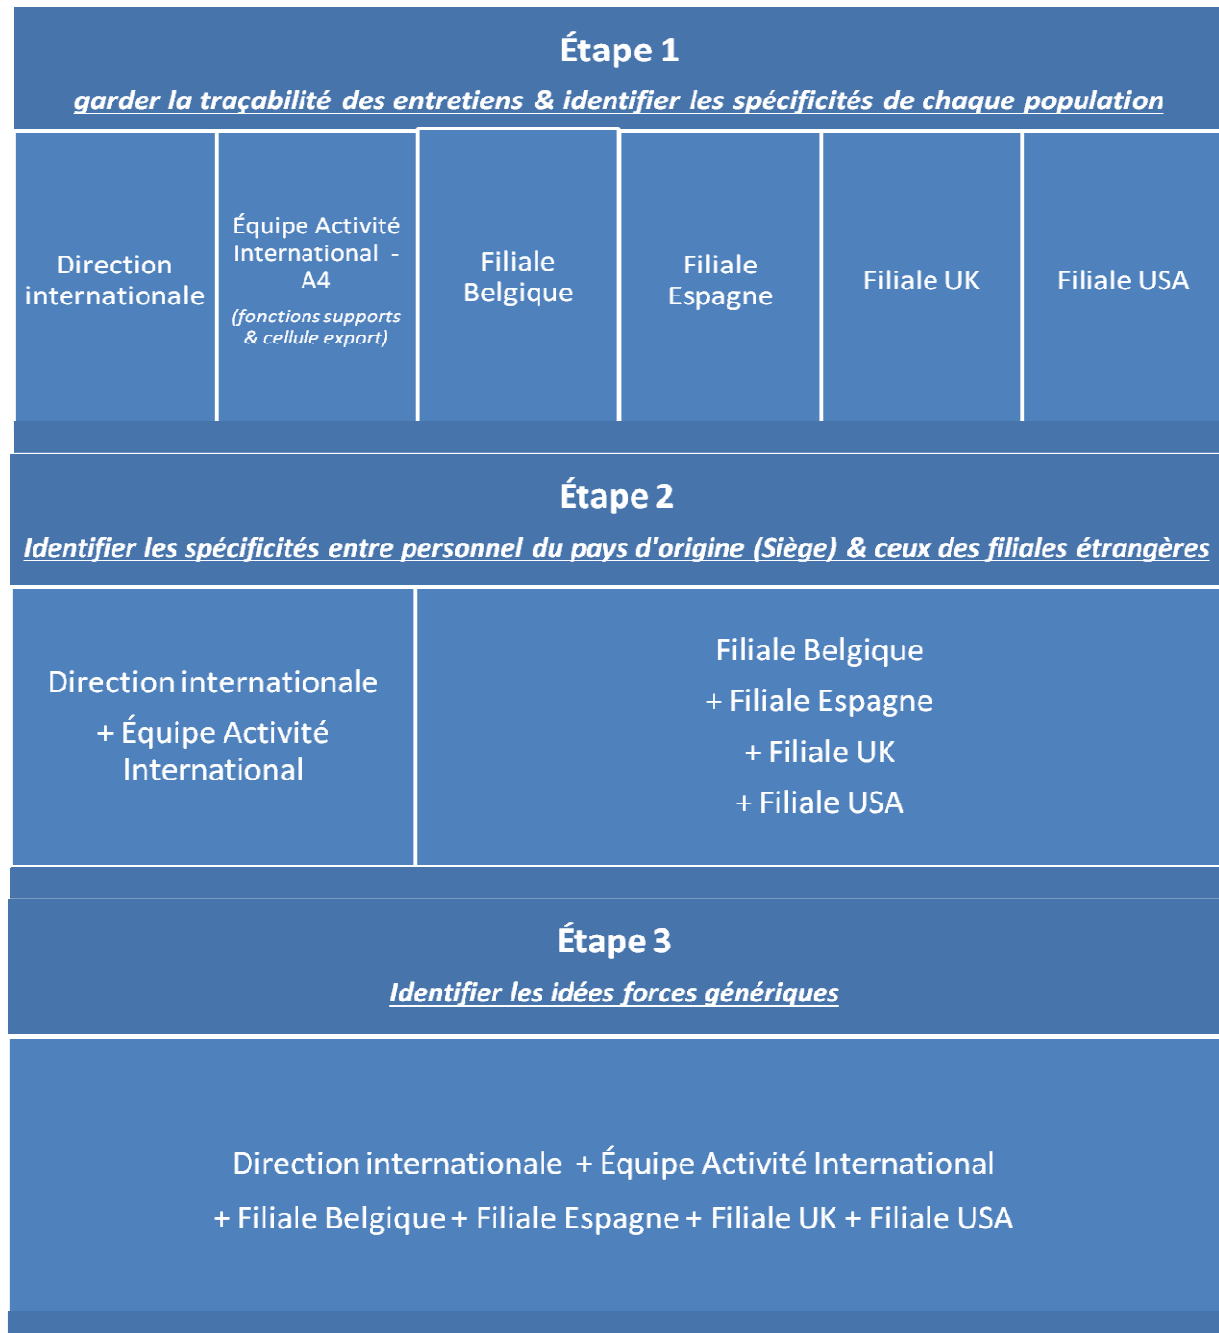 Étape 1
garder la traçabilité des entretiens & identifier les spécificités de chaque population
Direction
internationale
Équipe Activité
International -
A4
(fonctions supports
& cellule export)
Filiale
Belgique
Filiale
Espagne
Filiale UK
Filiale USA
Étape 2
Identifier les spécificités entre personnel du pays d'origine (Siège) & ceux des filiales étrangères
Direction internationale
+ Équipe Activité
International
Filiale Belgique
+ Filiale Espagne
+ Filiale UK
+ Filiale USA
Étape 3
Identifier les idées forces génériques
Direction internationale + Équipe Activité International
+ Filiale Belgique + Filiale Espagne + Filiale UK + Filiale USA